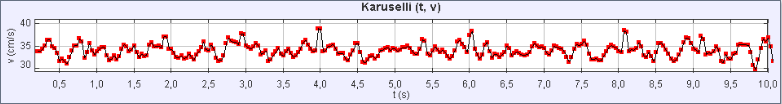 Karuselli (t, v)
v (cm/s)
40
35
30
0,5 1,0 1,5 2,0 2,5 3,0 3,5 4,0 4,5 5,0 5,5 6,0 6,5 7,0 7,5 8,0 8,5 9,0 9,5 10,0
t (s)